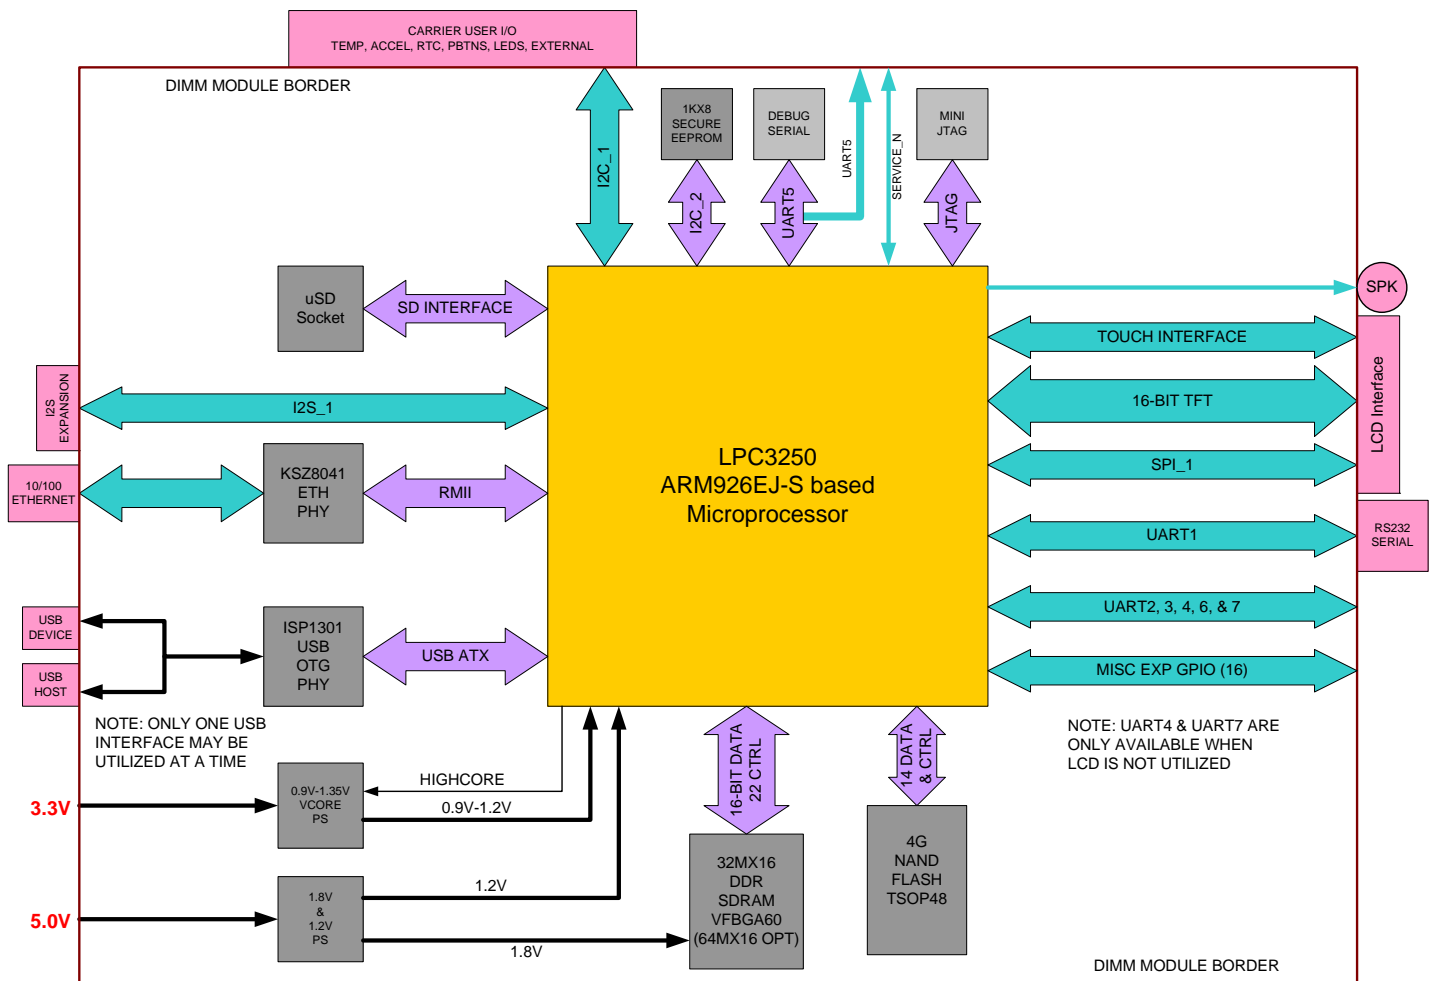 CARRIER USER I/O
TEMP, ACCEL, RTC, PBTNS, LEDS, EXTERNAL
DIMM MODULE BORDER
I2C_1
1KX8
SECURE
EEPROM
I2C_2
DEBUG
SERIAL
UART5
UART5
SERVICE_N
MINI
JTAG
JTAG
uSD
Socket
SD INTERFACE
SPK
TOUCH INTERFACE
I2S
EXPANSION
I2S_1
16-BIT TFT
LCD Interface
SPI_1
10/100
ETHERNET
KSZ8041
ETH
PHY
RMII
LPC3250
ARM926EJ-S based
Microprocessor
UART1
RS232
SERIAL
USB
DEVICE
USB
HOST
ISP1301
USB
OTG
PHY
USB ATX
UART2, 3, 4, 6, & 7
MISC EXP GPIO (16)
NOTE: ONLY ONE USB
INTERFACE MAY BE
UTILIZED AT A TIME
NOTE: UART4 & UART7 ARE
ONLY AVAILABLE WHEN
LCD IS NOT UTILIZED
3.3V
0.9V-1.35V
VCORE
PS
HIGHCORE
0.9V-1.2V
16-BIT DATA
22 CTRL
14 DATA
& CTRL
5.0V
1.8V
&
1.2V
PS
1.2V
1.8V
32MX16
DDR
SDRAM
VFBGA60
(64MX16 OPT)
4G
NAND
FLASH
TSOP48
DIMM MODULE BORDER